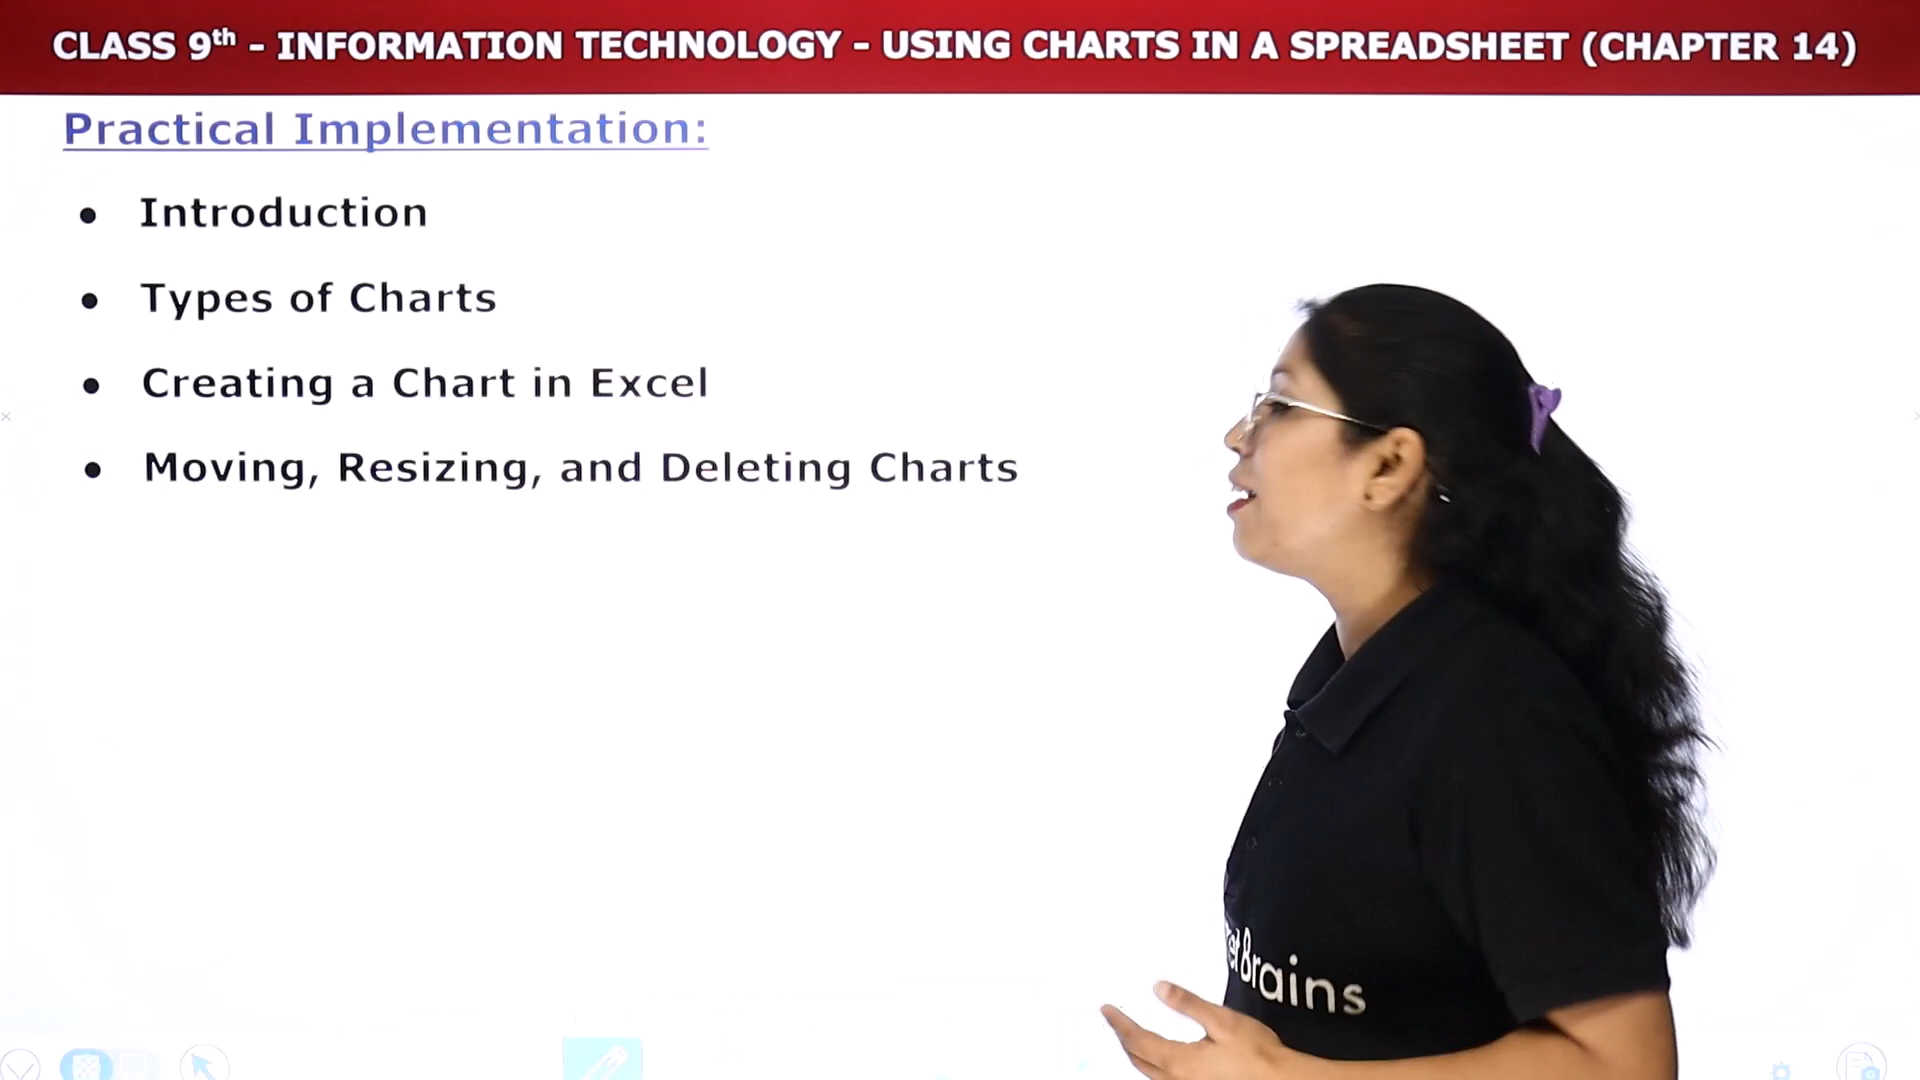 CLASS 9th - INFORMATION TECHNOLOGY - USING CHARTS IN A SPREADSHEET (CHAPTER 14)
Practical Implementation:
• Introduction
• Types of Charts
• Creating a Chart in Excel
• Moving, Resizing, and Deleting Charts
Brains